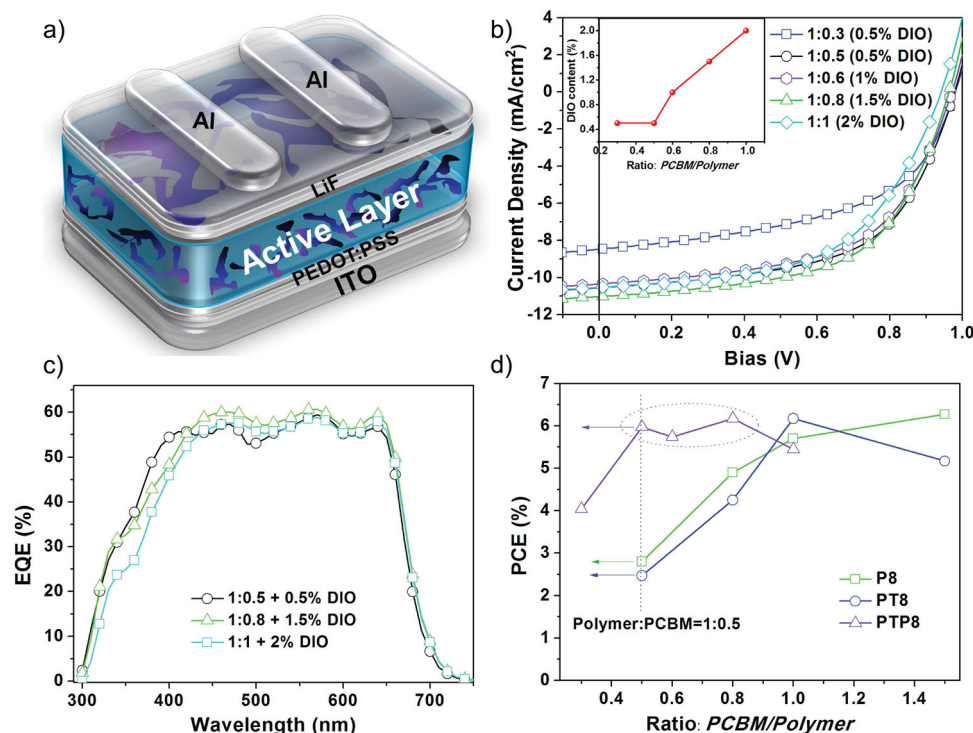 a)
Al
Al
LiF
Active Layer
PEDOT:PSS
ITO
b)
Current Density (mA/cm²)
4
2
0
-2
-4
-6
-8
-10
-12
0.0
0.2
0.4
0.6
0.8
1.0
Bias (V)
DIO content (%)
2.0
1.6
1.2
0.8
0.4
0.2
0.4
0.6
0.8
1.0
Ratio: PCBM/Polymer
1:0.3 (0.5% DIO)
1:0.5 (0.5% DIO)
1:0.6 (1% DIO)
1:0.8 (1.5% DIO)
1:1 (2% DIO)
c)
EQE (%)
60
50
40
30
20
10
0
300
400
500
600
700
Wavelength (nm)
1:0.5 + 0.5% DIO
1:0.8 + 1.5% DIO
1:1 + 2% DIO
d)
PCE (%)
7
6
5
4
3
2
1
0
0.4
0.6
0.8
1.0
1.2
1.4
Ratio: PCBM/Polymer
Polymer:PCBM=1:0.5
P8
PT8
PTP8